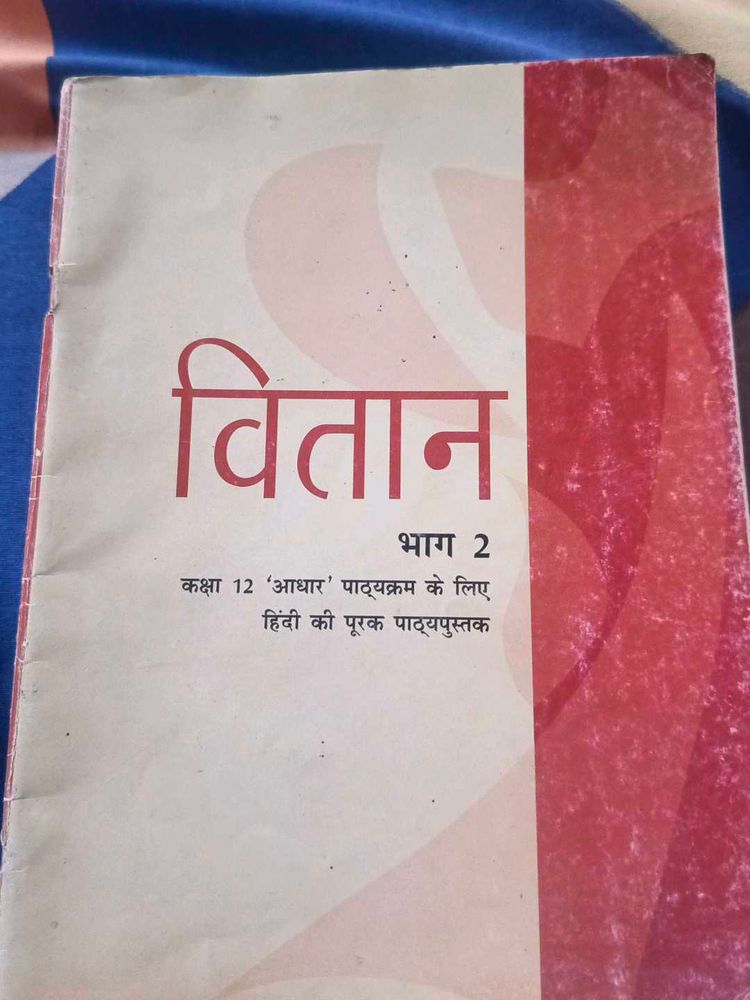 वितान
भाग 2
कक्षा 12 'आधार' पाठ्यक्रम के लिए
हिंदी की पूरक पाठ्यपुस्तक